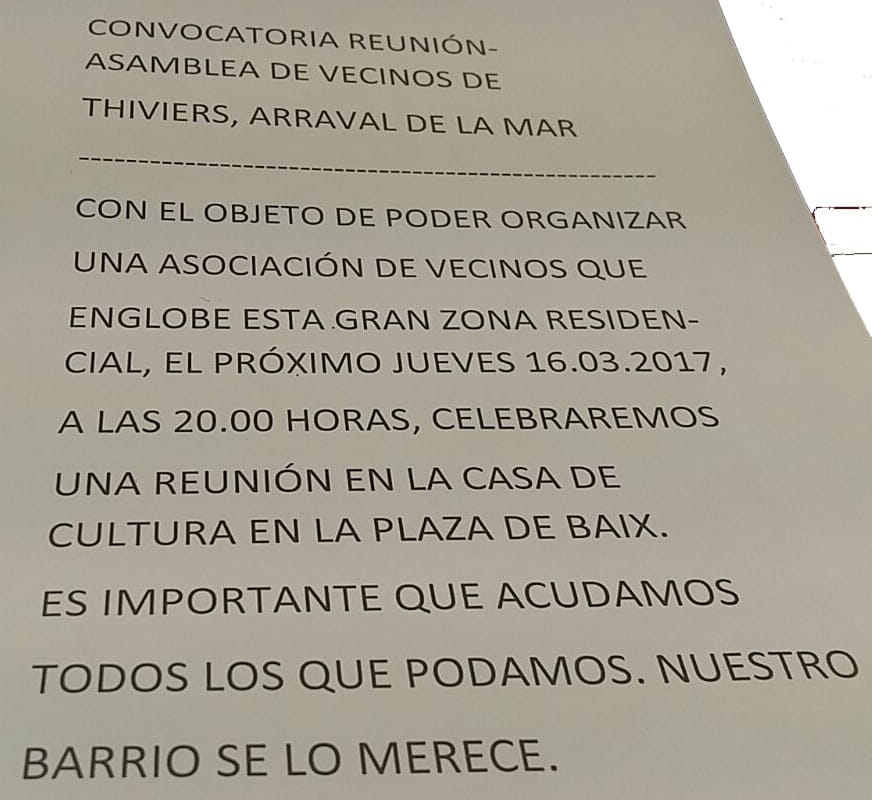 CONVOCATORIA REUNIÓN-
ASAMBLEA DE VECINOS DE
THIVIERS, ARRAVAL DE LA MAR
------------------------------------------------
CON EL OBJETO DE PODER ORGANIZAR
UNA ASOCIACIÓN DE VECINOS QUE
ENGLOBE ESTA GRAN ZONA RESIDEN-
CIAL, EL PRÓXIMO JUEVES 16.03.2017,
A LAS 20.00 HORAS, CELEBRAREMOS
UNA REUNIÓN EN LA CASA DE
CULTURA EN LA PLAZA DE BAIX.
ES IMPORTANTE QUE ACUDAMOS
TODOS LOS QUE PODAMOS. NUESTRO
BARRIO SE LO MERECE.